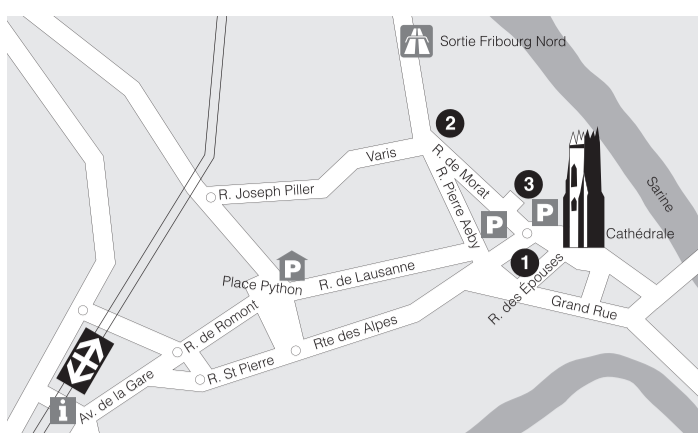 Sortie Fribourg Nord
2
Varis
R. de Morat
R. Pierre Aeby
3
P
P
Sarine
R. Joseph Piller
Cathédrale
1
P
Place Python
R. de Lausanne
R. des Épouses
Grand Rue
R. de Romont
Rte des Alpes
R. St Pierre
Av. de la Gare
i